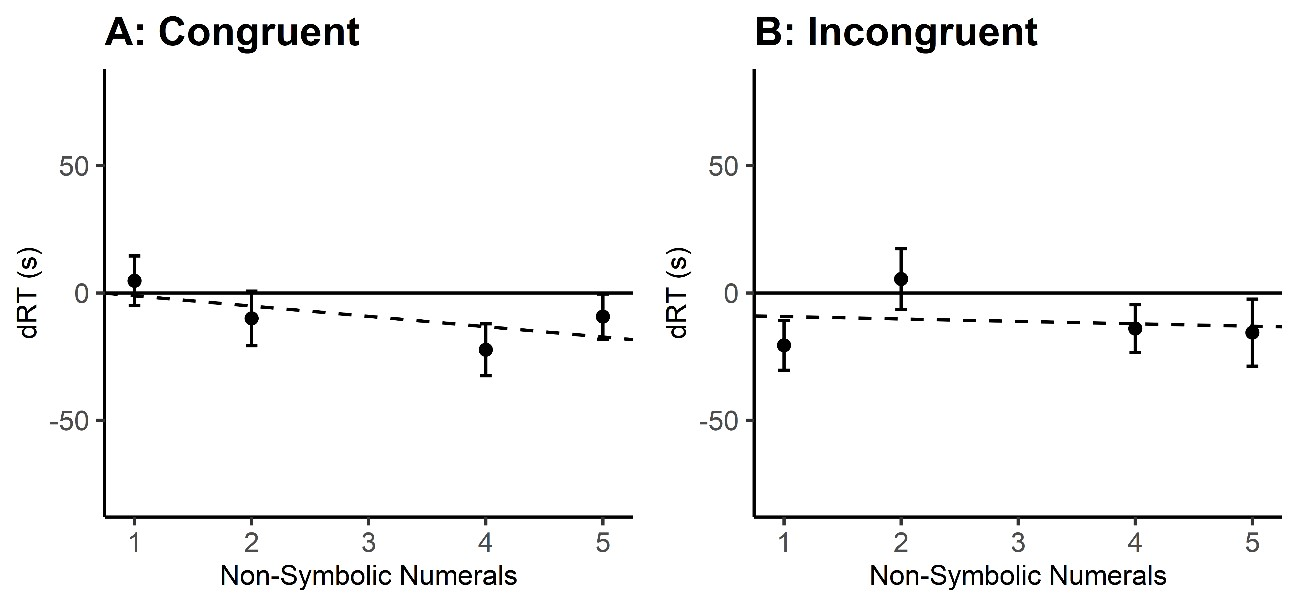 A: Congruent
50
0
-50
dRT (s)
1 2 3 4 5
Non-Symbolic Numerals
B: Incongruent
50
0
-50
dRT (s)
1 2 3 4 5
Non-Symbolic Numerals